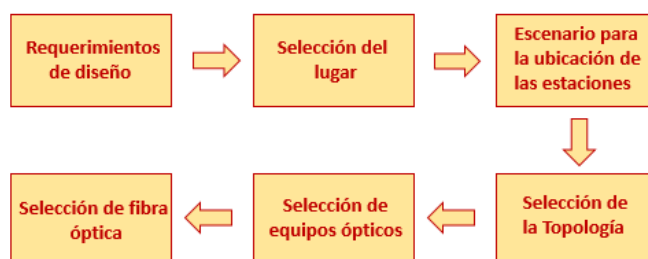 Requerimientos
de diseño
Selección del
lugar
Escenario para
la ubicación de
las estaciones
Selección de
la Topología
Selección de
equipos ópticos
Selección de fibra
óptica